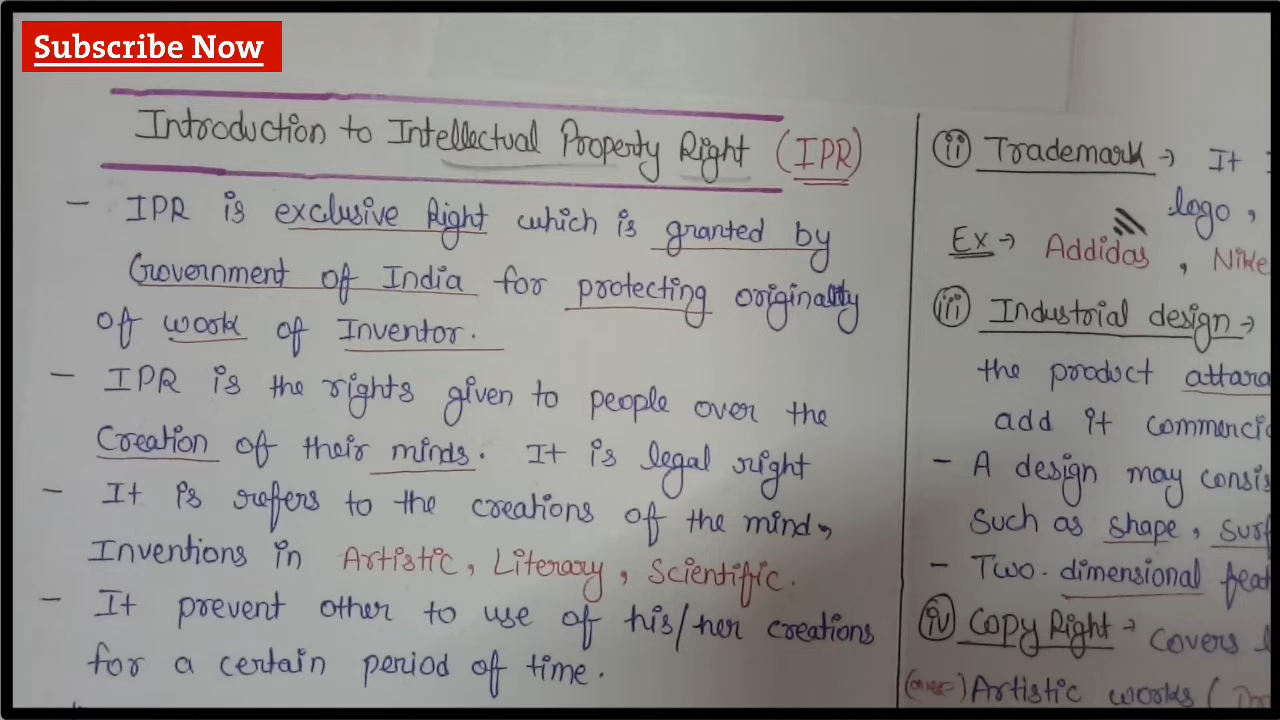 Subscribe Now
Introduction to Intellectual Property Right (IPR)
- IPR is exclusive Right which is granted by
Government of India for protecting originality
of work of Inventor.
- IPR is the rights given to people over the
Creation of their minds. It is legal right
- It is refers to the creations of the mind,
Inventions in Artistic, Literary, Scientific.
- It prevent other to use of his/her creations
for a certain period of time.
(ii) Trademark → It
logo,
Ex → Addidas, Nike
(iii) Industrial design →
the product
add it
- A design may
such as shape,
- Two-dimensional
(iv) Copy Right → Covers
Artistic works (